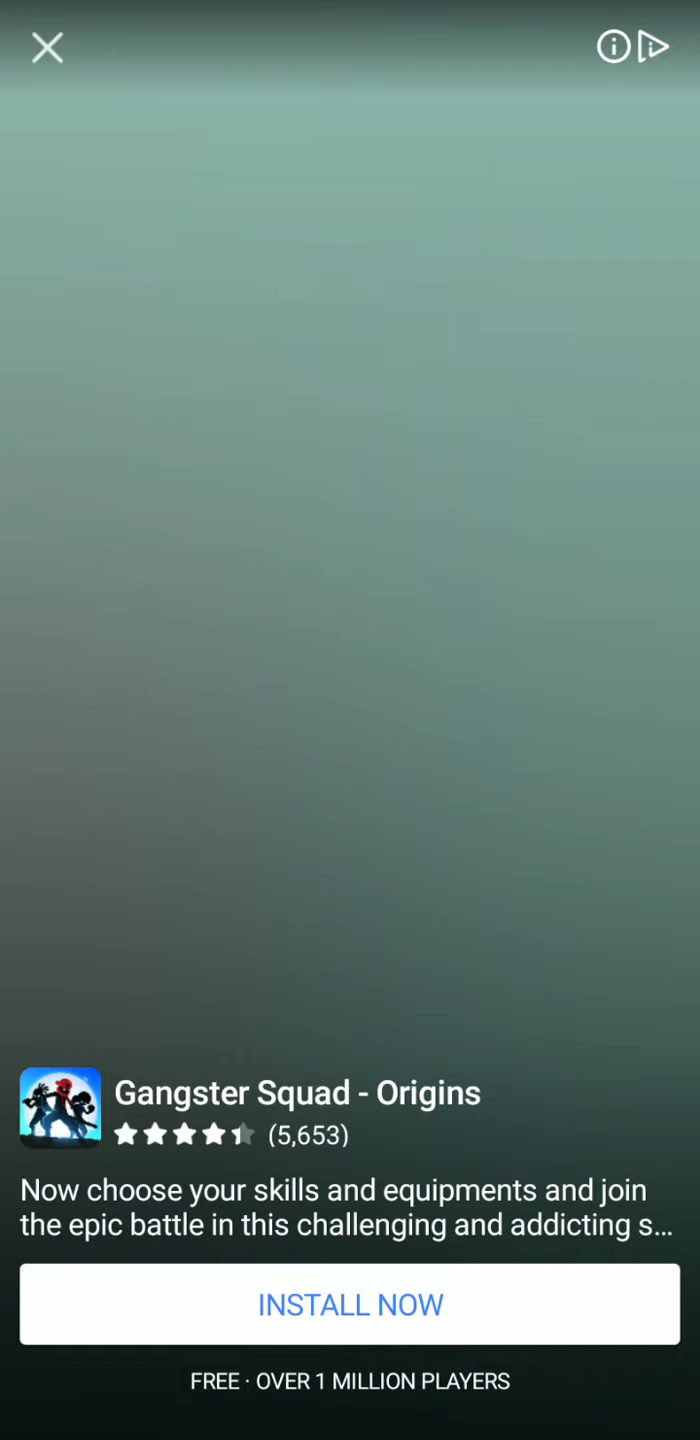 Gangster Squad - Origins
(5,653)
Now choose your skills and equipments and join
the epic battle in this challenging and addicting s...
INSTALL NOW
FREE · OVER 1 MILLION PLAYERS